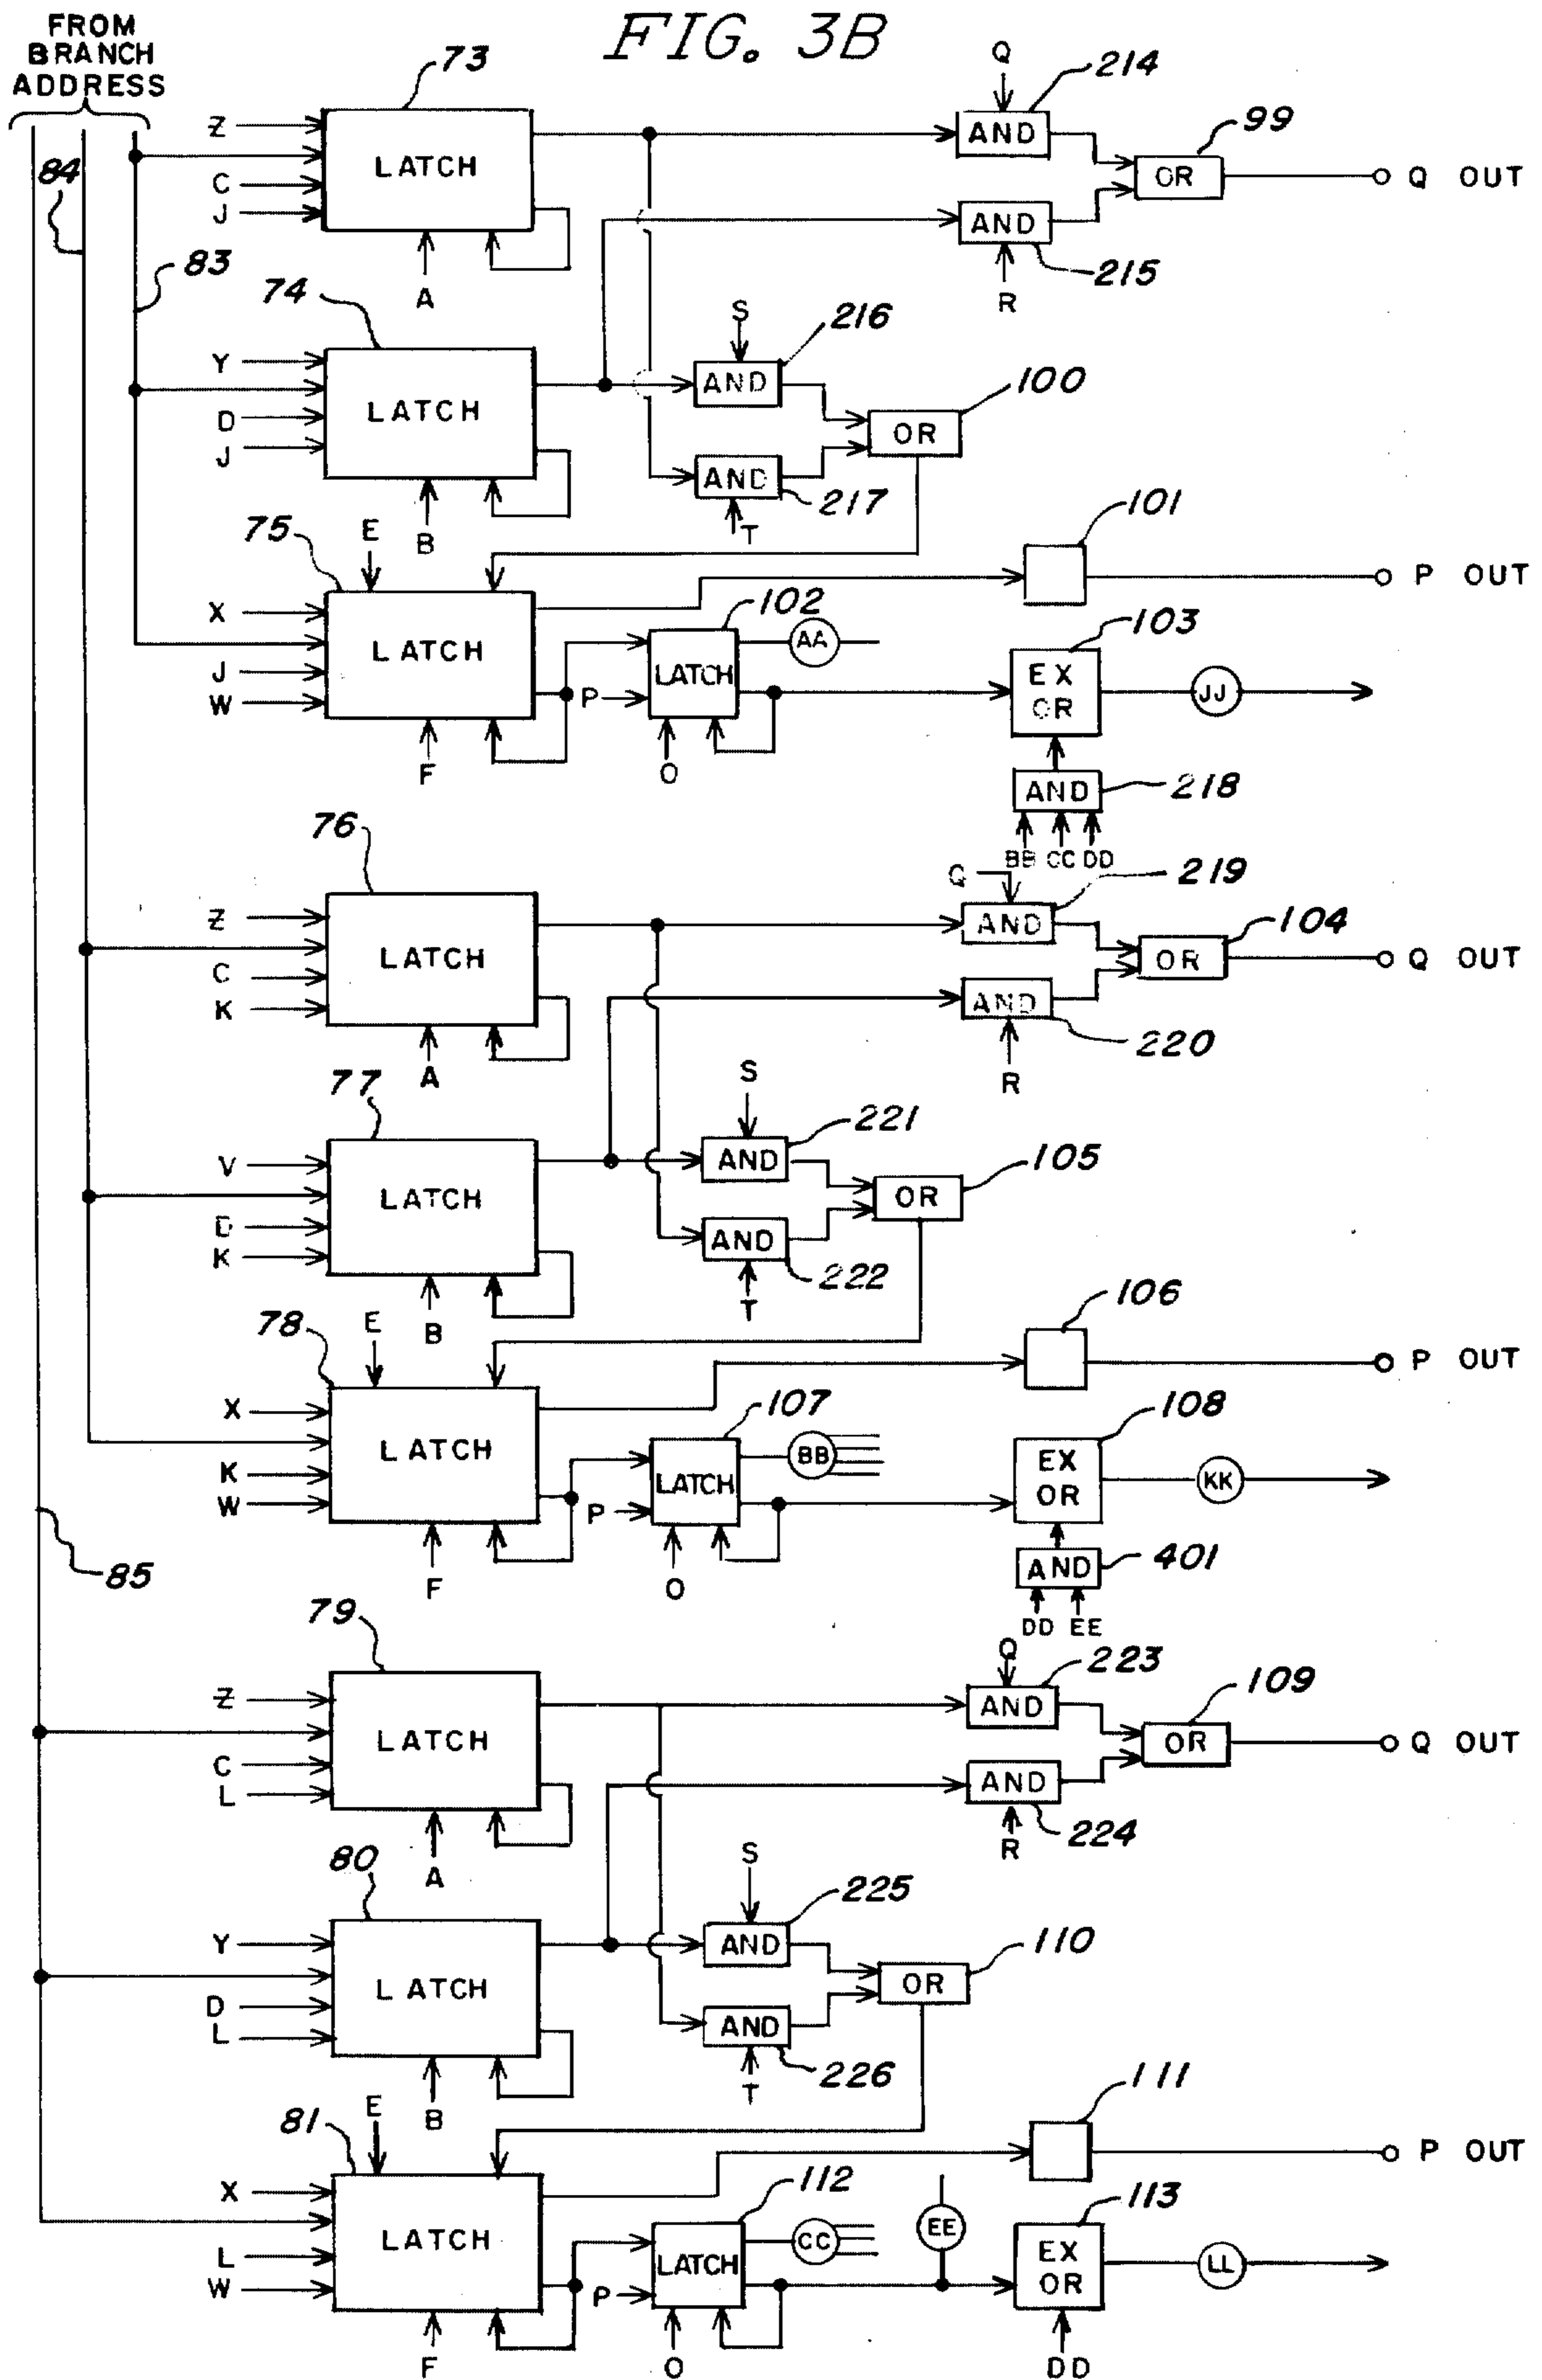 FIG. 3B
FROM
BRANCH
ADDRESS
73
Q
214
Z
LATCH
AND
99
84
C
J
OR
Q OUT
AND
83
A
215
R
74
S
216
Y
AND
100
LATCH
D
J
OR
AND
217
B
T
75
E
101
P OUT
X
102
103
LATCH
AA
J
LATCH
EX
OR
JJ
W
P
F
O
AND
218
76
BB CC DD
Q
219
Z
AND
104
LATCH
OR
Q OUT
C
K
AND
220
A
R
77
S
221
V
AND
105
LATCH
OR
D
K
AND
222
B
T
78
E
106
P OUT
X
107
108
LATCH
BB
K
LATCH
EX
OR
KK
W
P
85
F
O
AND
401
79
DD EE
Q
223
Z
AND
109
LATCH
OR
Q OUT
C
L
AND
224
A
R
80
S
225
Y
AND
110
LATCH
OR
D
L
AND
226
B
T
81
E
111
P OUT
X
112
113
LATCH
CC
EE
L
LATCH
EX
OR
LL
W
P
F
O
DD